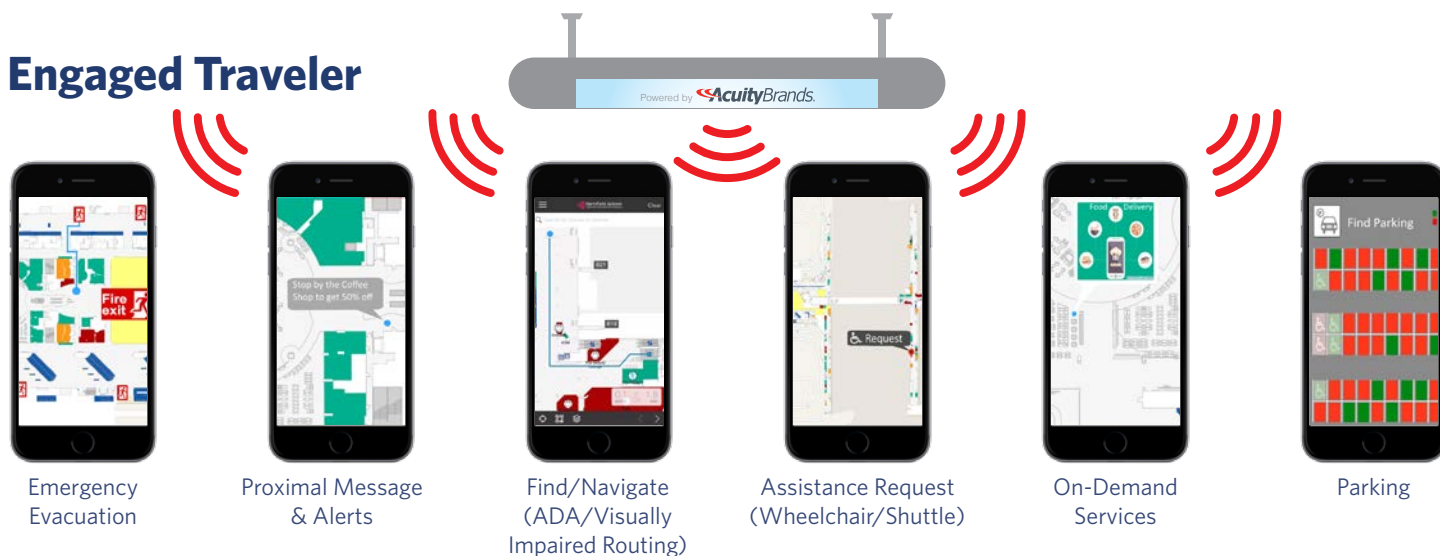 Engaged Traveler
Powered by AcuityBrands.
Fire
exit
Stop by the Coffee
Shop to get 50% off
Clear
B18
Request
Food Delivery
Find Parking
Emergency
Evacuation
Proximal Message
& Alerts
Find/Navigate
(ADA/Visually
Impaired Routing)
Assistance Request
(Wheelchair/Shuttle)
On-Demand
Services
Parking